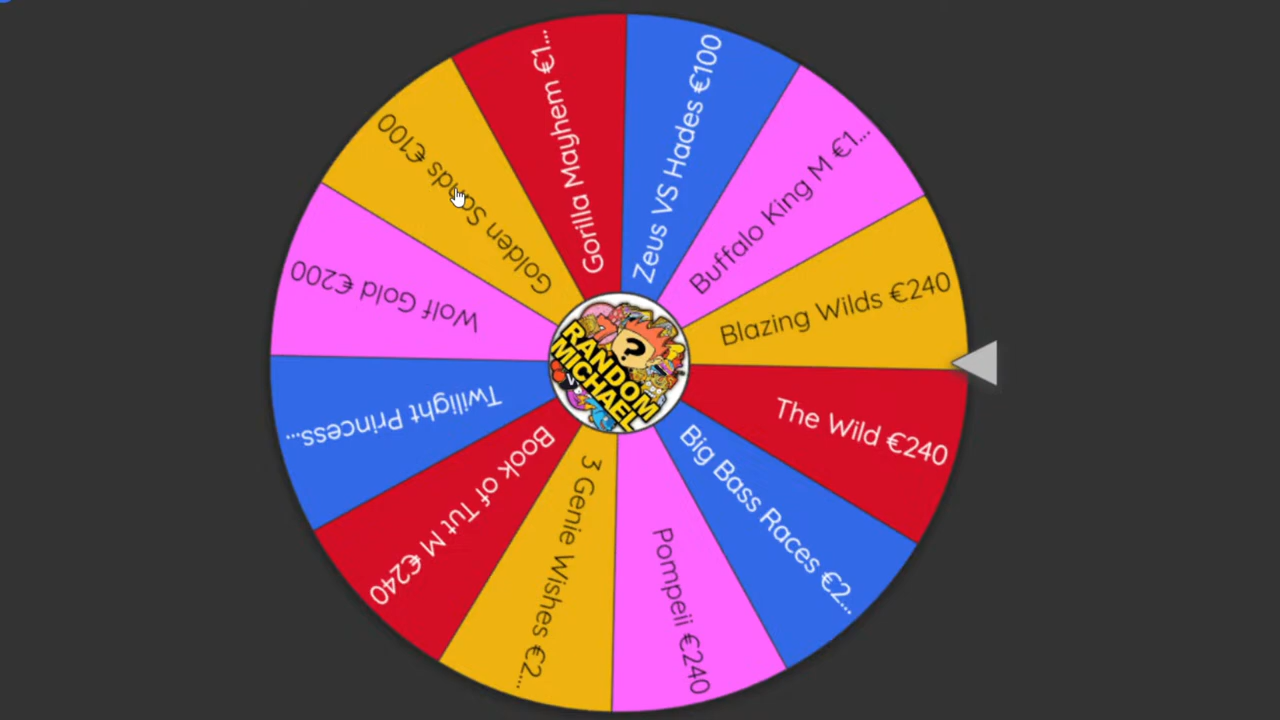 Gorilla Mayhem €1...
Zeus VS Hades €100
Buffalo King M €1...
Blazing Wilds €240
The Wild €240
Big Bass Races €2...
Pompeii €240
3 Genie Wishes €2...
Book of Tut M €240
Twilight Princess...
Wolf Gold €200
Golden Sands €100
RANDOM
MICHAEL
?